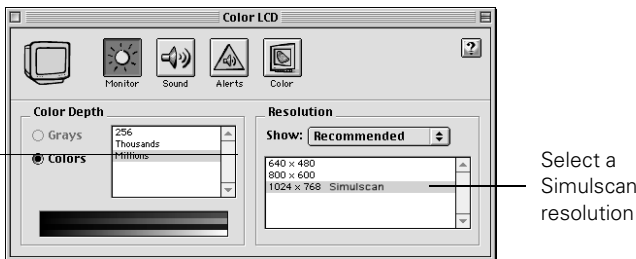 Color LCD
?
Monitor Sound Alerts Color
Color Depth
Grays
Colors
256
Thousands
Millions
Resolution
Show: Recommended
640 × 480
800 × 600
1024 × 768 Simulscan
Select a
Simulscan
resolution